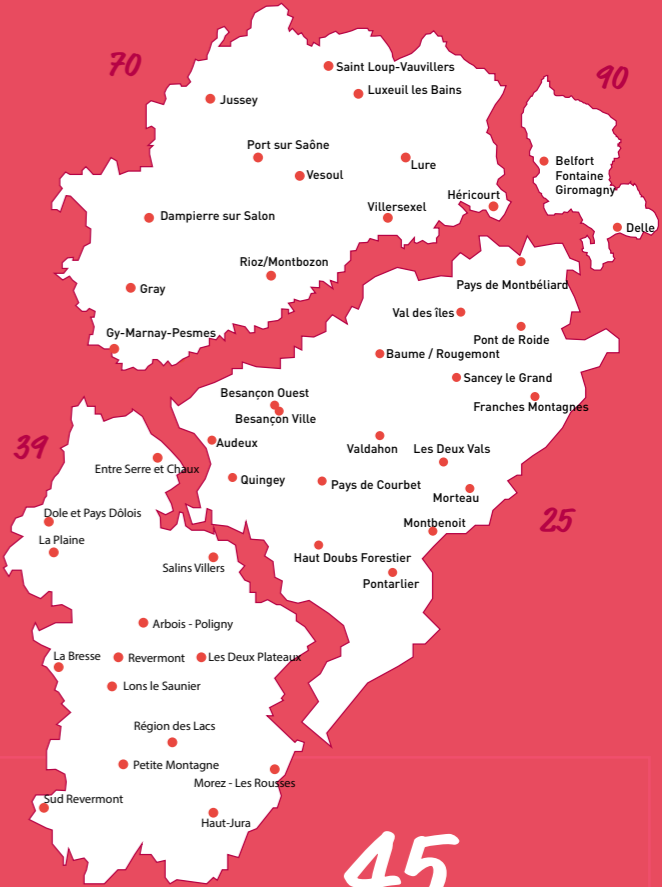 70
Saint Loup-Vauvillers
Luxeuil les Bains
Jussey
Port sur Saône
Vesoul
Lure
Héricourt
Villersexel
Dampierre sur Salon
Rioz/Montbozon
Gray
Gy-Marnay-Pesmes
90
Belfort
Fontaine
Giromagny
Delle
Pays de Montbéliard
Val des îles
Pont de Roide
Baume / Rougemont
Sancey le Grand
Franches Montagnes
Besançon Ouest
Besançon Ville
Audeux
Valdahon
Les Deux Vals
Quingey
Pays de Courbet
Morteau
25
Montbenoit
Haut Doubs Forestier
Pontarlier
39
Entre Serre et Chaux
Dole et Pays Dôlois
La Plaine
Salins Villers
Arbois - Poligny
La Bresse
Revermont
Les Deux Plateaux
Lons le Saunier
Région des Lacs
Petite Montagne
Morez - Les Rousses
Sud Revermont
Haut-Jura
45